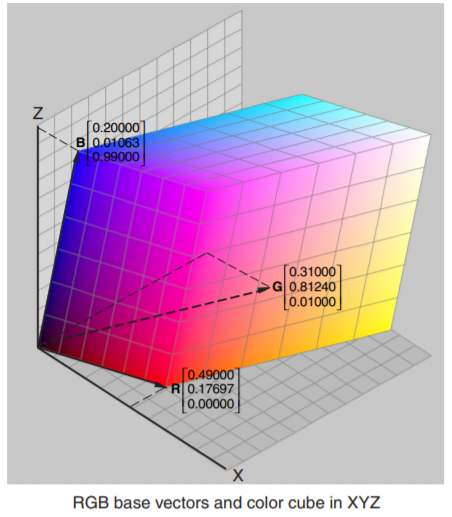 Z
0.20000
B 0.01063
0.99000
0.31000
G 0.81240
0.01000
0.49000
R 0.17697
0.00000
X
RGB base vectors and color cube in XYZ